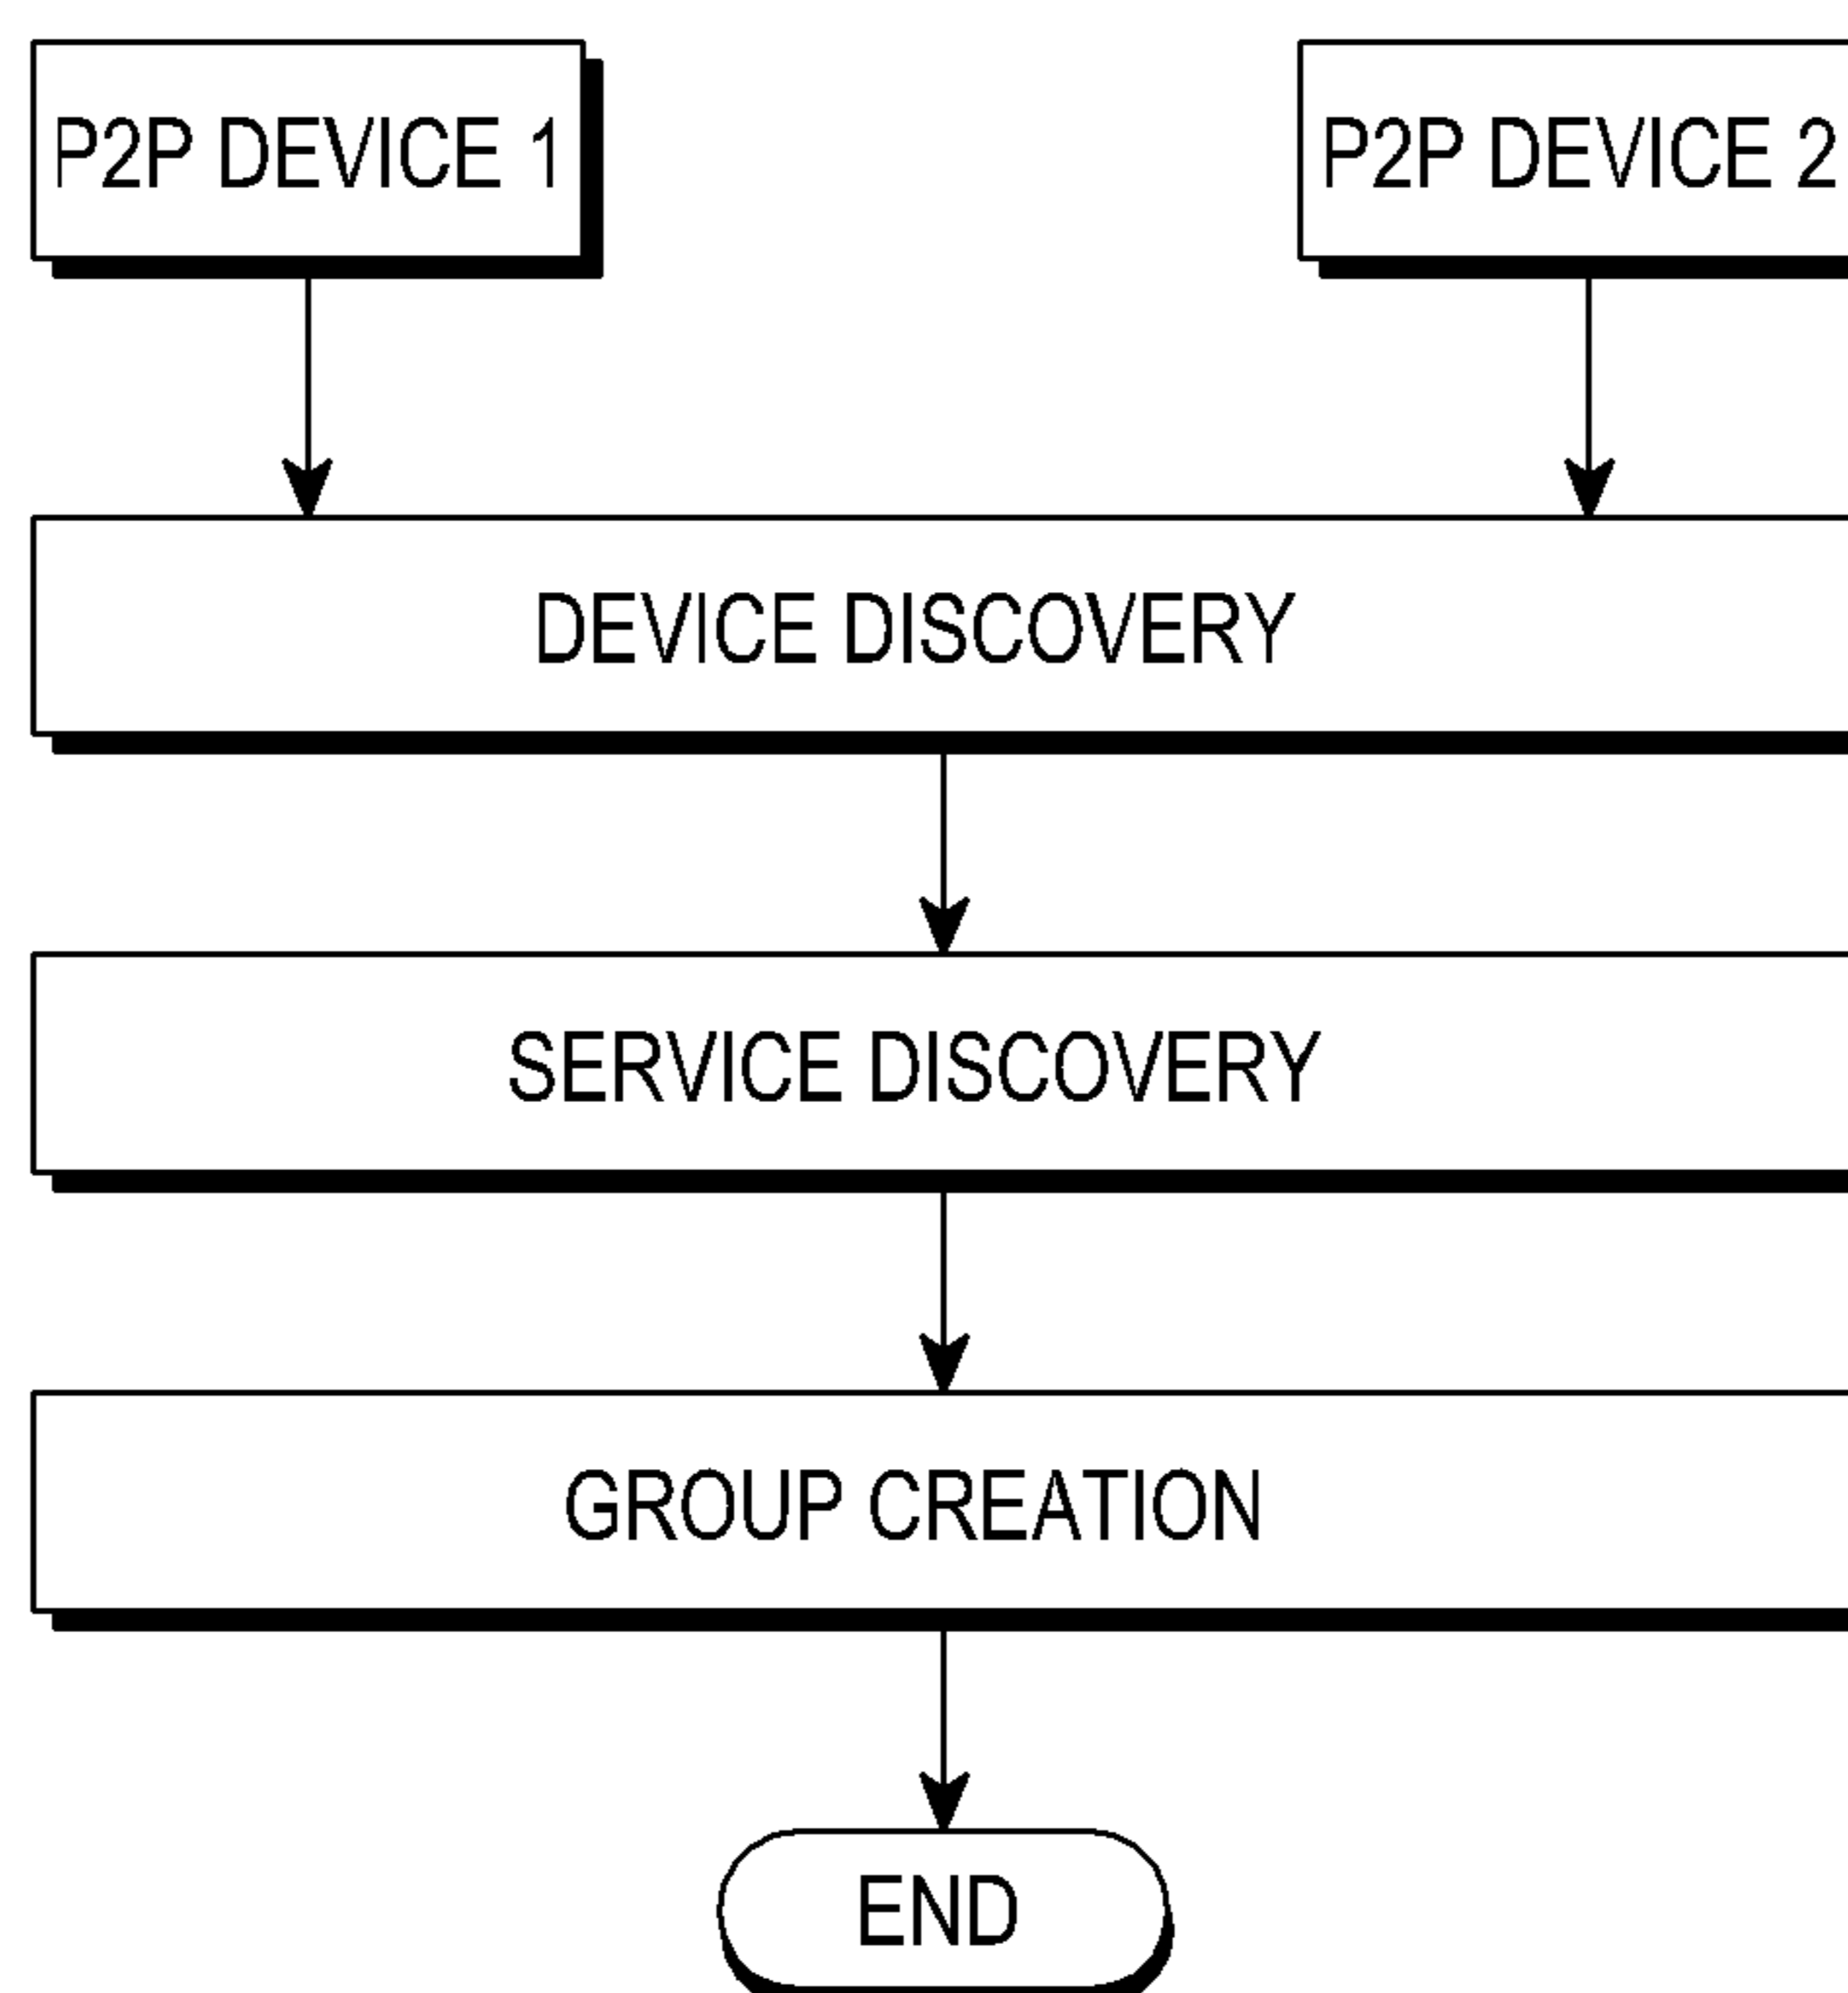 P2P DEVICE 1
P2P DEVICE 2
DEVICE DISCOVERY
SERVICE DISCOVERY
GROUP CREATION
END